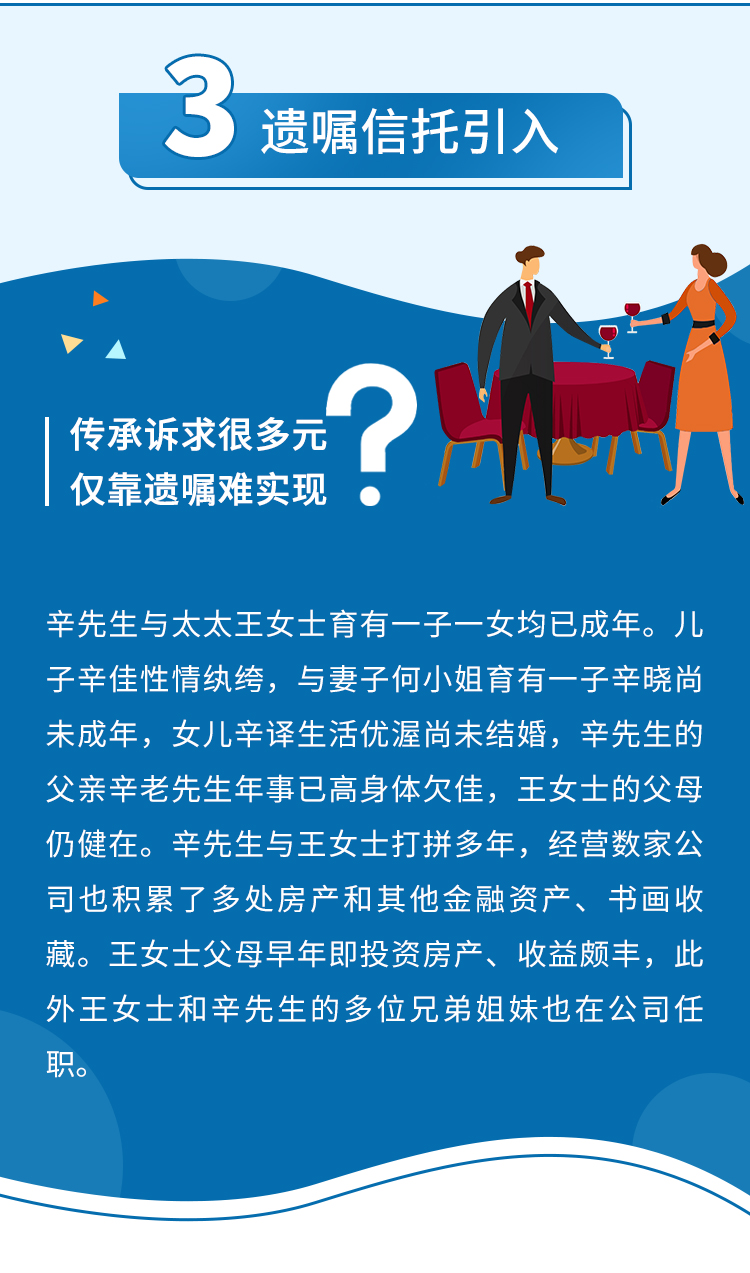 3 遗嘱信托引入
传承诉求很多元
仅靠遗嘱难实现
?
辛先生与太太王女士育有一子一女均已成年。儿
子辛佳性情纨绔，与妻子何小姐育有一子辛晓尚
未成年，女儿辛译生活优渥尚未结婚，辛先生的
父亲辛老先生年事已高身体欠佳，王女士的父母
仍健在。辛先生与王女士打拼多年，经营数家公
司也积累了多处房产和其他金融资产、书画收
藏。王女士父母早年即投资房产、收益颇丰，此
外王女士和辛先生的多位兄弟姐妹也在公司任
职。